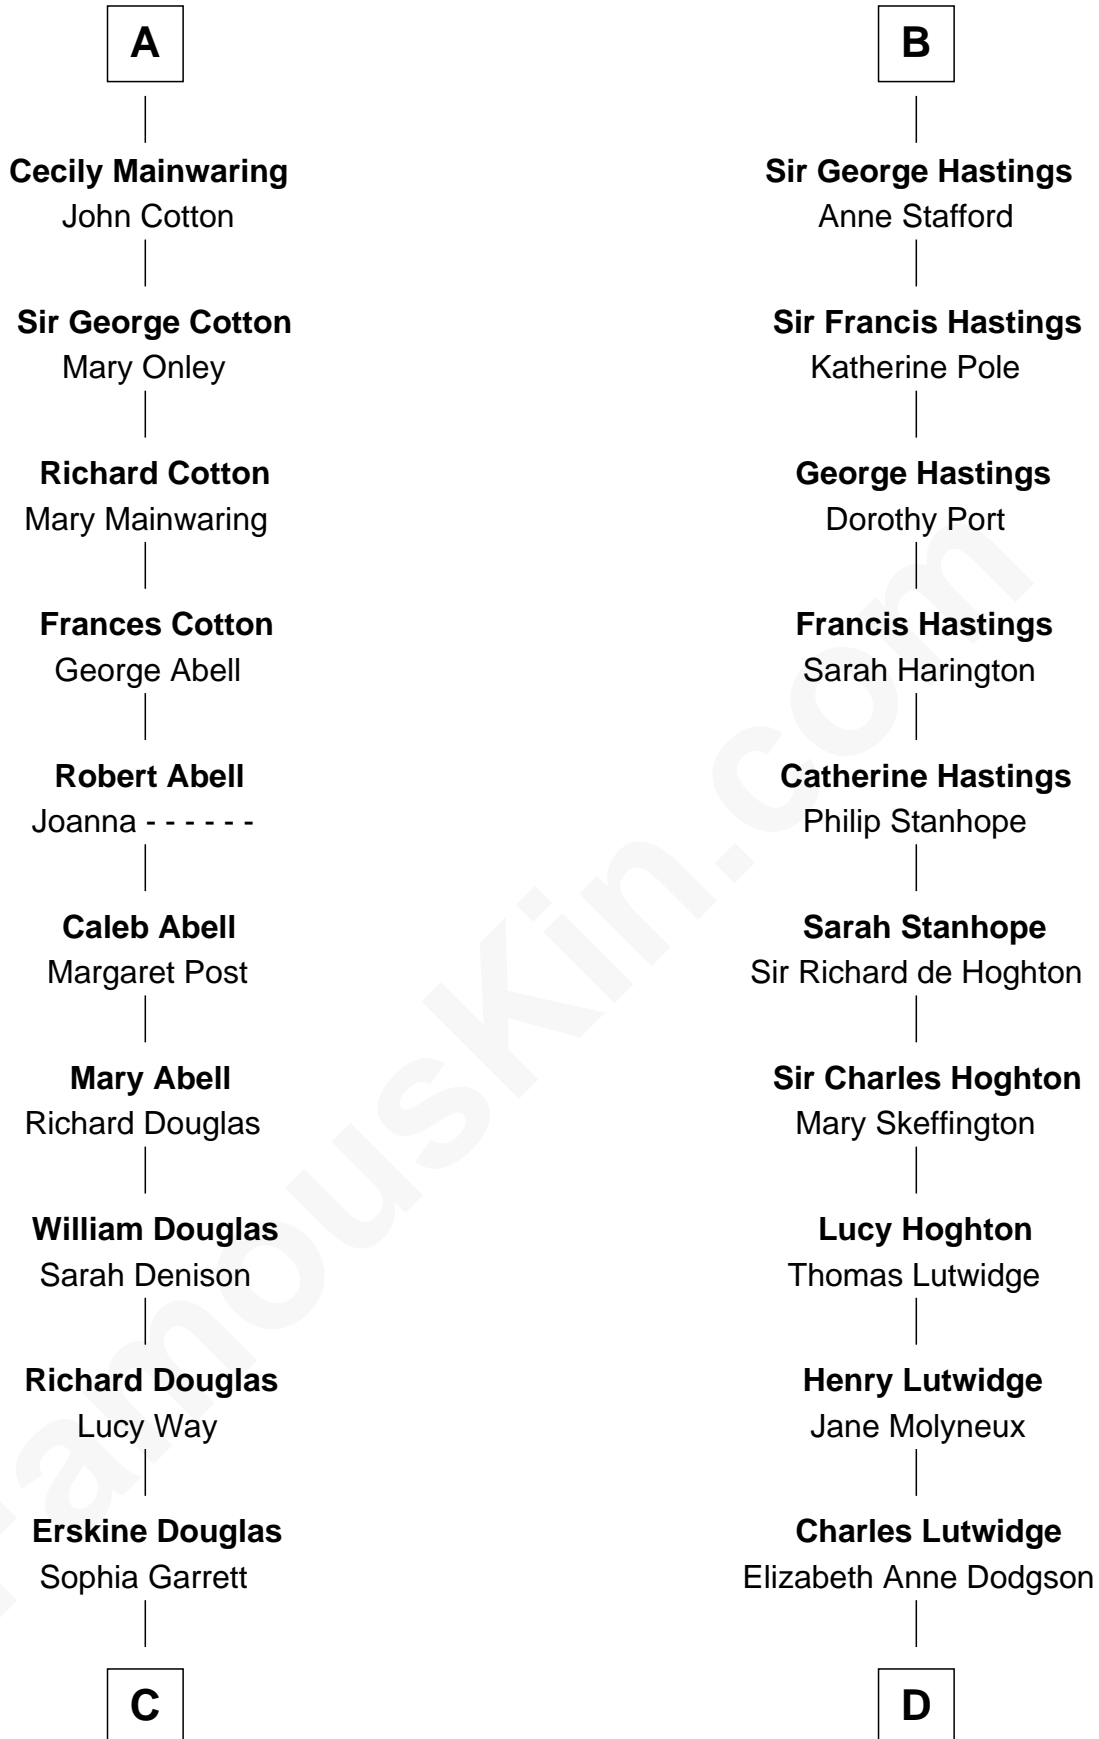 A
Cecily Mainwaring
John Cotton
Sir George Cotton
Mary Onley
Richard Cotton
Mary Mainwaring
Frances Cotton
George Abell
Robert Abell
Joanna - - - - - -
Caleb Abell
Margaret Post
Mary Abell
Richard Douglas
William Douglas
Sarah Denison
Richard Douglas
Lucy Way
Erskine Douglas
Sophia Garrett
C
B
Sir George Hastings
Anne Stafford
Sir Francis Hastings
Katherine Pole
George Hastings
Dorothy Port
Francis Hastings
Sarah Harington
Catherine Hastings
Philip Stanhope
Sarah Stanhope
Sir Richard de Hoghton
Sir Charles Hoghton
Mary Skeffington
Lucy Hoghton
Thomas Lutwidge
Henry Lutwidge
Jane Molyneux
Charles Lutwidge
Elizabeth Anne Dodgson
D
FamousKin.com